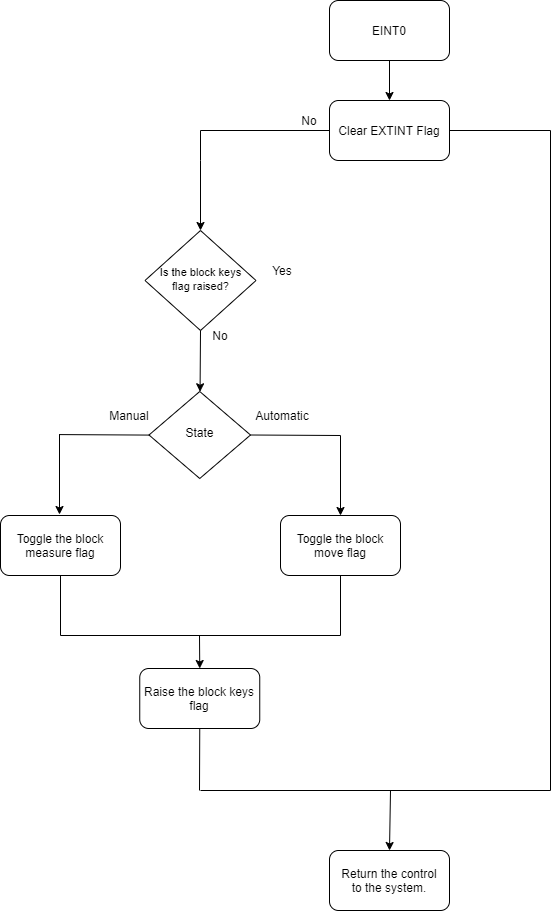 EINT0
No
Clear EXTINT Flag
Is the block keys
flag raised?
Yes
No
Manual
Automatic
State
Toggle the block
measure flag
Toggle the block
move flag
Raise the block keys
flag
Return the control
to the system.